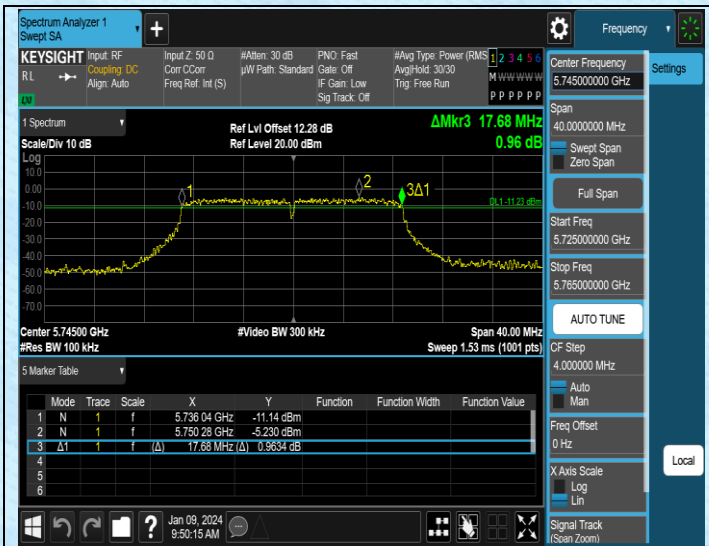 Spectrum Analyzer 1
Swept SA
Frequency
KEYSIGHT
Input: RF
Coupling: DC
Align: Auto
Input Z: 50 Ω
Corr CCorr
Freq Ref: Int (S)
#Atten: 30 dB
µW Path: Standard
PNO: Fast
Gate: Off
IF Gain: Low
Sig Track: Off
#Avg Type: Power (RMS
Avg|Hold: 30/30
Trig: Free Run
1 2 3 4 5 6
M W W W W W
P P P P P P
R L
LXI
1 Spectrum
Scale/Div 10 dB
Ref Lvl Offset 12.28 dB
Ref Level 20.00 dBm
ΔMkr3 17.68 MHz
0.96 dB
Log
10.0
0.00
-10.0
-20.0
-30.0
-40.0
-50.0
-60.0
-70.0
1
2
3Δ1
DL1 -11.23 dBm
Center 5.74500 GHz
#Res BW 100 kHz
#Video BW 300 kHz
Span 40.00 MHz
Sweep 1.53 ms (1001 pts)
5 Marker Table
Mode Trace Scale X Y Function Function Width Function Value
1 N 1 f 5.736 04 GHz -11.14 dBm
2 N 1 f 5.750 28 GHz -5.230 dBm
3 Δ1 1 f (Δ) 17.68 MHz (Δ) 0.9634 dB
4
5
6
Jan 09, 2024
9:50:15 AM
?
Center Frequency
5.745000000 GHz
Span
40.0000000 MHz
Swept Span
Zero Span
Full Span
Start Freq
5.725000000 GHz
Stop Freq
5.765000000 GHz
AUTO TUNE
CF Step
4.000000 MHz
Auto
Man
Freq Offset
0 Hz
X Axis Scale
Log
Lin
Signal Track
(Span Zoom)
Settings
Local